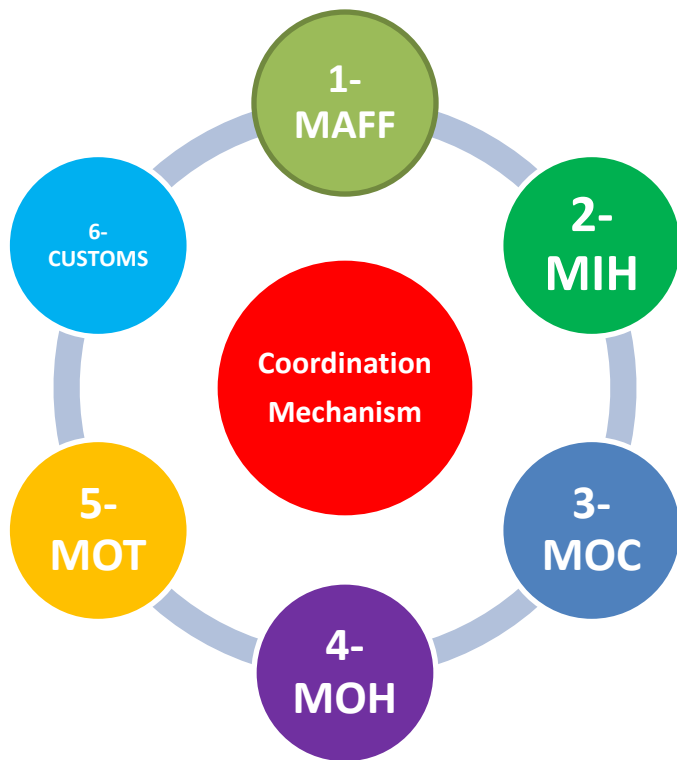 1-
MAFF
2-
MIH
3-
MOC
4-
MOH
5-
MOT
6-
CUSTOMS
Coordination
Mechanism